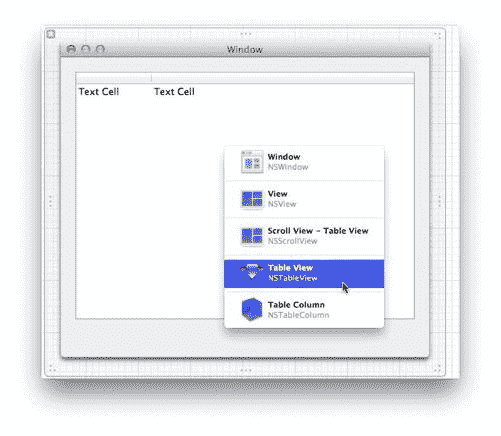 Window
Text Cell Text Cell
Window
NSWindow
View
NSView
Scroll View - Table View
NSScrollView
Table View
NSTableView
Table Column
NSTableColumn